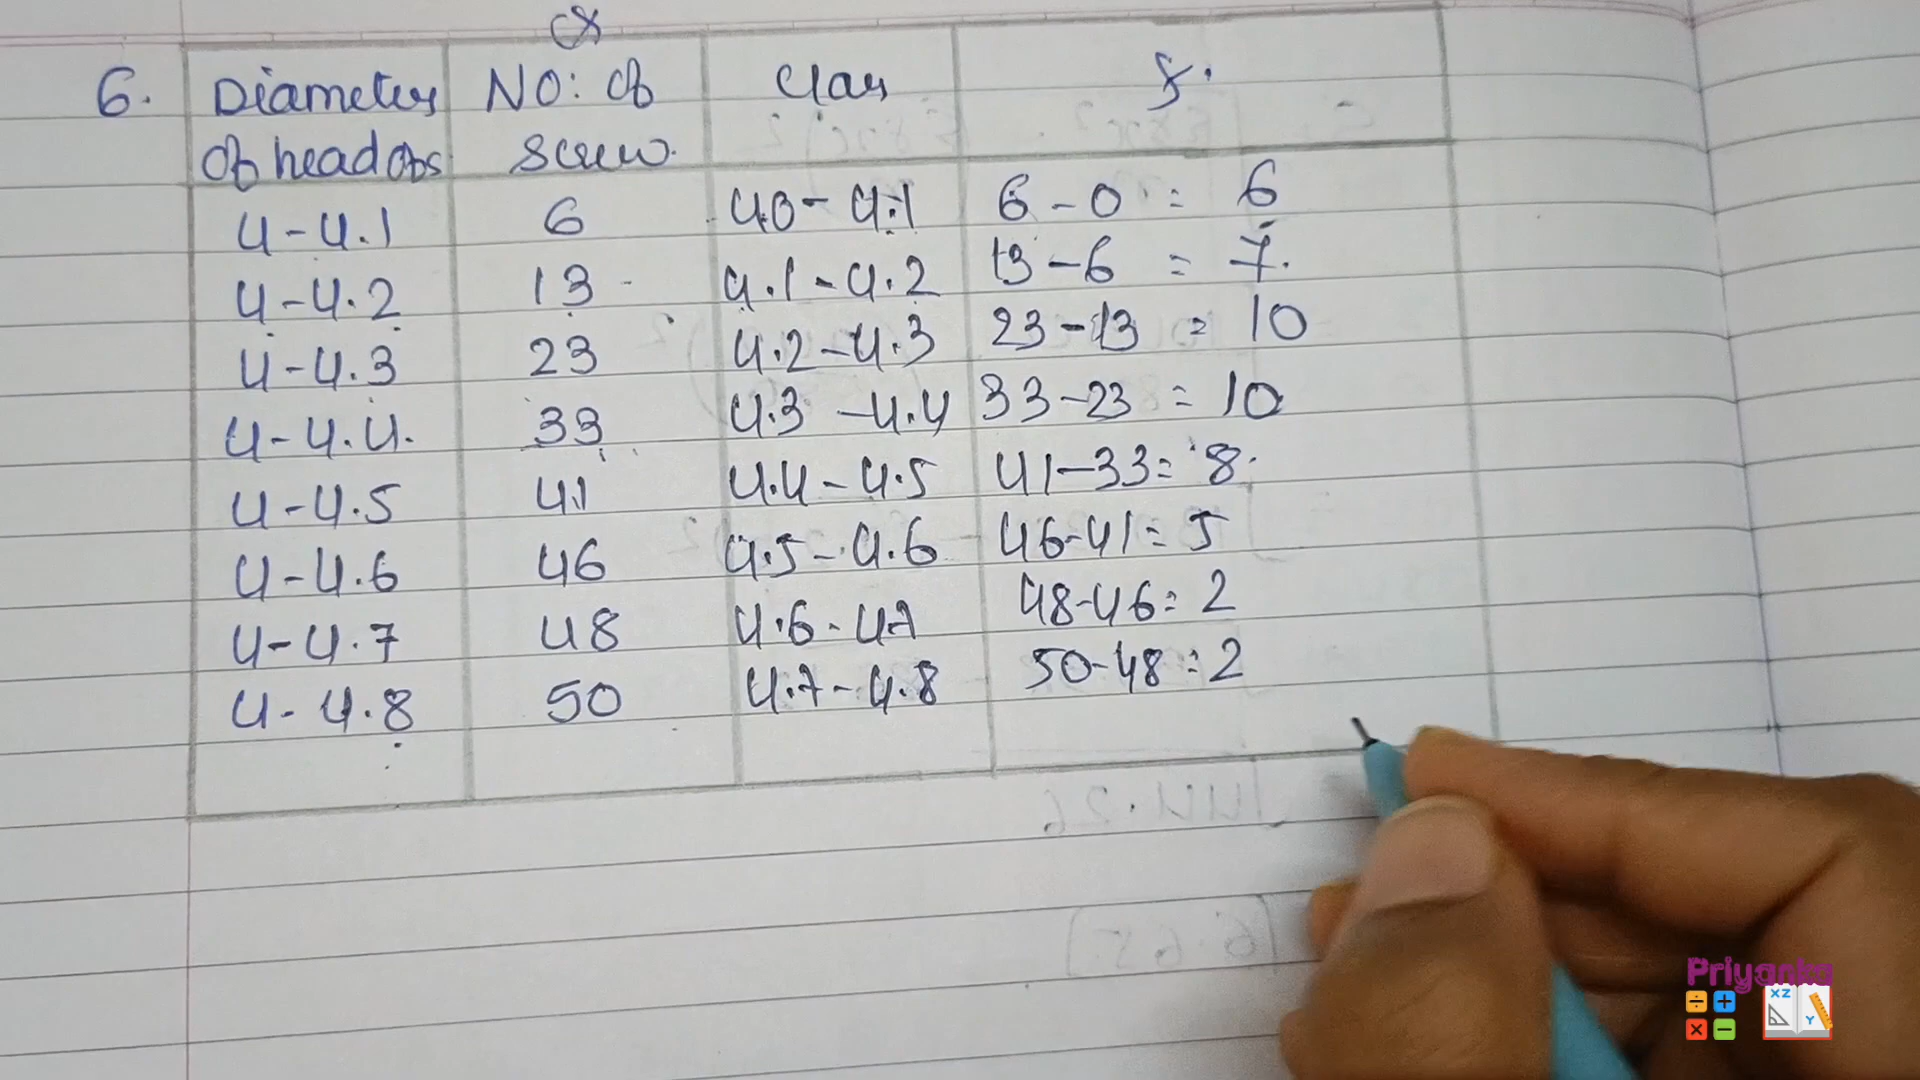 cf
6. Diameter of head obs | No: of screw. | Class | f.
4-4.1 | 6 | 4.0-4.1 | 6-0 = 6
4-4.2 | 13 | 4.1-4.2 | 13-6 = 7.
4-4.3 | 23 | 4.2-4.3 | 23-13 = 10
4-4.4. | 33 | 4.3-4.4 | 33-23 = 10
4-4.5 | 41 | 4.4-4.5 | 41-33 = 8.
4-4.6 | 46 | 4.5-4.6 | 46-41 = 5
4-4.7 | 48 | 4.6-4.7 | 48-46 = 2
4-4.8 | 50 | 4.7-4.8 | 50-48 = 2
Priyanka
XZ
Y